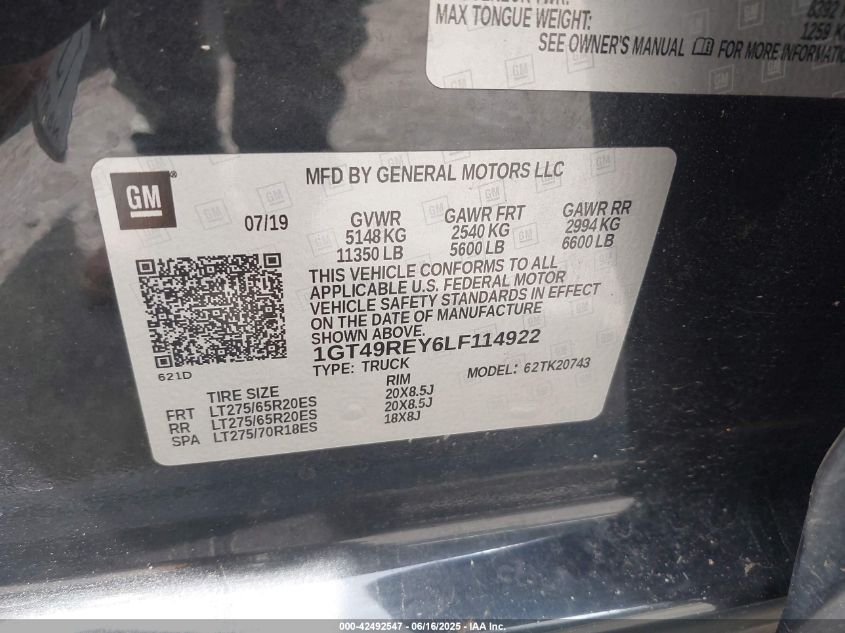 MAX TONGUE WEIGHT:
SEE OWNER'S MANUAL FOR MORE INFORMATION
GM
MFD BY GENERAL MOTORS LLC
07/19 GVWR GAWR FRT GAWR RR
5148 KG 2540 KG 2994 KG
11350 LB 5600 LB 6600 LB
THIS VEHICLE CONFORMS TO ALL
APPLICABLE U.S. FEDERAL MOTOR
VEHICLE SAFETY STANDARDS IN EFFECT
ON THE DATE OF MANUFACTURE
SHOWN ABOVE.
1GT49REY6LF114922
621D TYPE: TRUCK MODEL: 62TK20743
TIRE SIZE RIM
FRT LT275/65R20ES 20X8.5J
RR LT275/65R20ES 20X8.5J
SPA LT275/70R18ES 18X8J
000-42492547 - 06/16/2025 - IAA Inc.